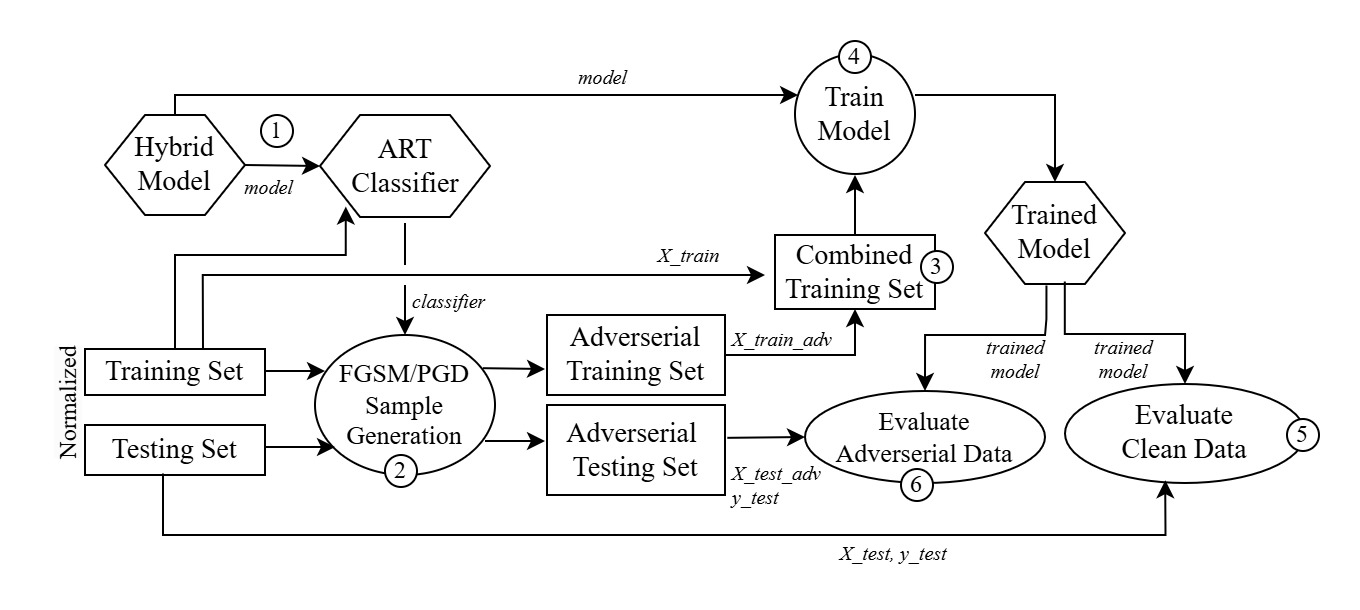 4
model
Train
Model
1
Hybrid
Model
model
ART
Classifier
Trained
Model
X_train
Combined
Training Set
3
classifier
Normalized
Training Set
Testing Set
FGSM/PGD
Sample
Generation
2
Adverserial
Training Set
X_train_adv
Adverserial
Testing Set
X_test_adv
y_test
trained
model
trained
model
Evaluate
Adverserial Data
6
Evaluate
Clean Data
5
X_test, y_test